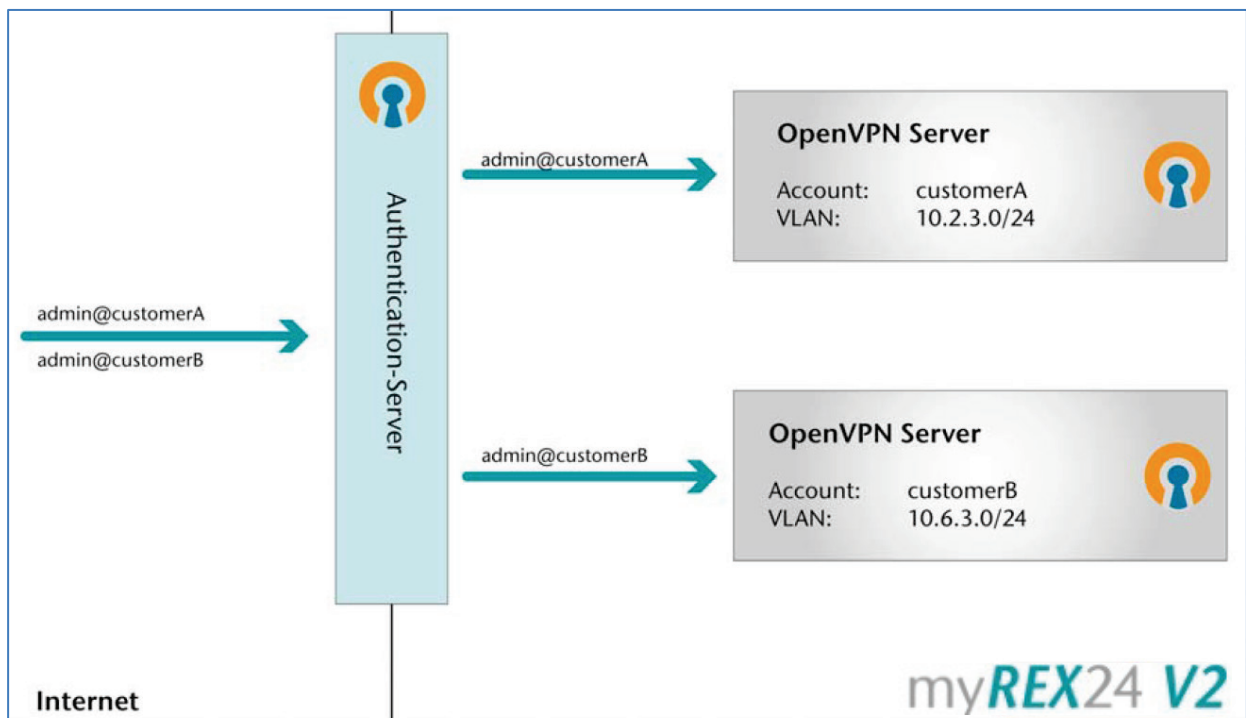 admin@customerA
admin@customerB
Authentication-Server
admin@customerA
OpenVPN Server
Account: customerA
VLAN: 10.2.3.0/24
admin@customerB
OpenVPN Server
Account: customerB
VLAN: 10.6.3.0/24
Internet
myREX24 V2